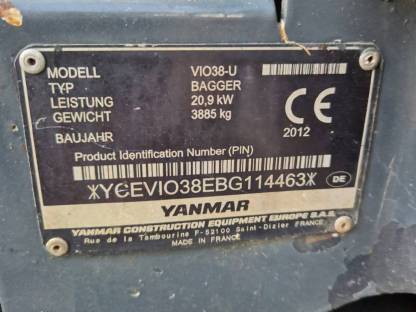 MODELL VIO38-U
TYP BAGGER
LEISTUNG 20,9 kW
GEWICHT 3885 kg
BAUJAHR
CE
2012
Product Identification Number (PIN)
*YCEVIO38EBG114463*
DE
YANMAR
YANMAR CONSTRUCTION EQUIPMENT EUROPE S.A.S.
Rue de la Tambourine F-52100 Saint-Dizier FRANCE
MADE IN FRANCE